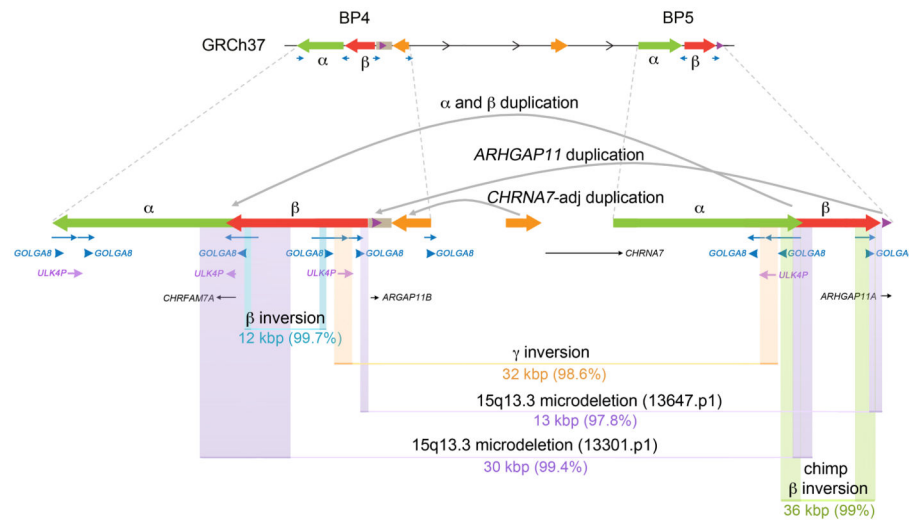 BP4 BP5
GRCh37
α β α β
α and β duplication
ARHGAP11 duplication
CHRNA7-adj duplication
α β α β
GOLGA8 GOLGA8 GOLGA8 GOLGA8 GOLGA8 GOLGA8 CHRNA7 GOLGA8 GOLGA8 GOLGA
ULK4P ULK4P ULK4P ULK4P
CHRFAM7A ARGAP11B ARHGAP11A
β inversion
12 kbp (99.7%)
γ inversion
32 kbp (98.6%)
15q13.3 microdeletion (13647.p1)
13 kbp (97.8%)
15q13.3 microdeletion (13301.p1)
30 kbp (99.4%)
chimp
β inversion
36 kbp (99%)